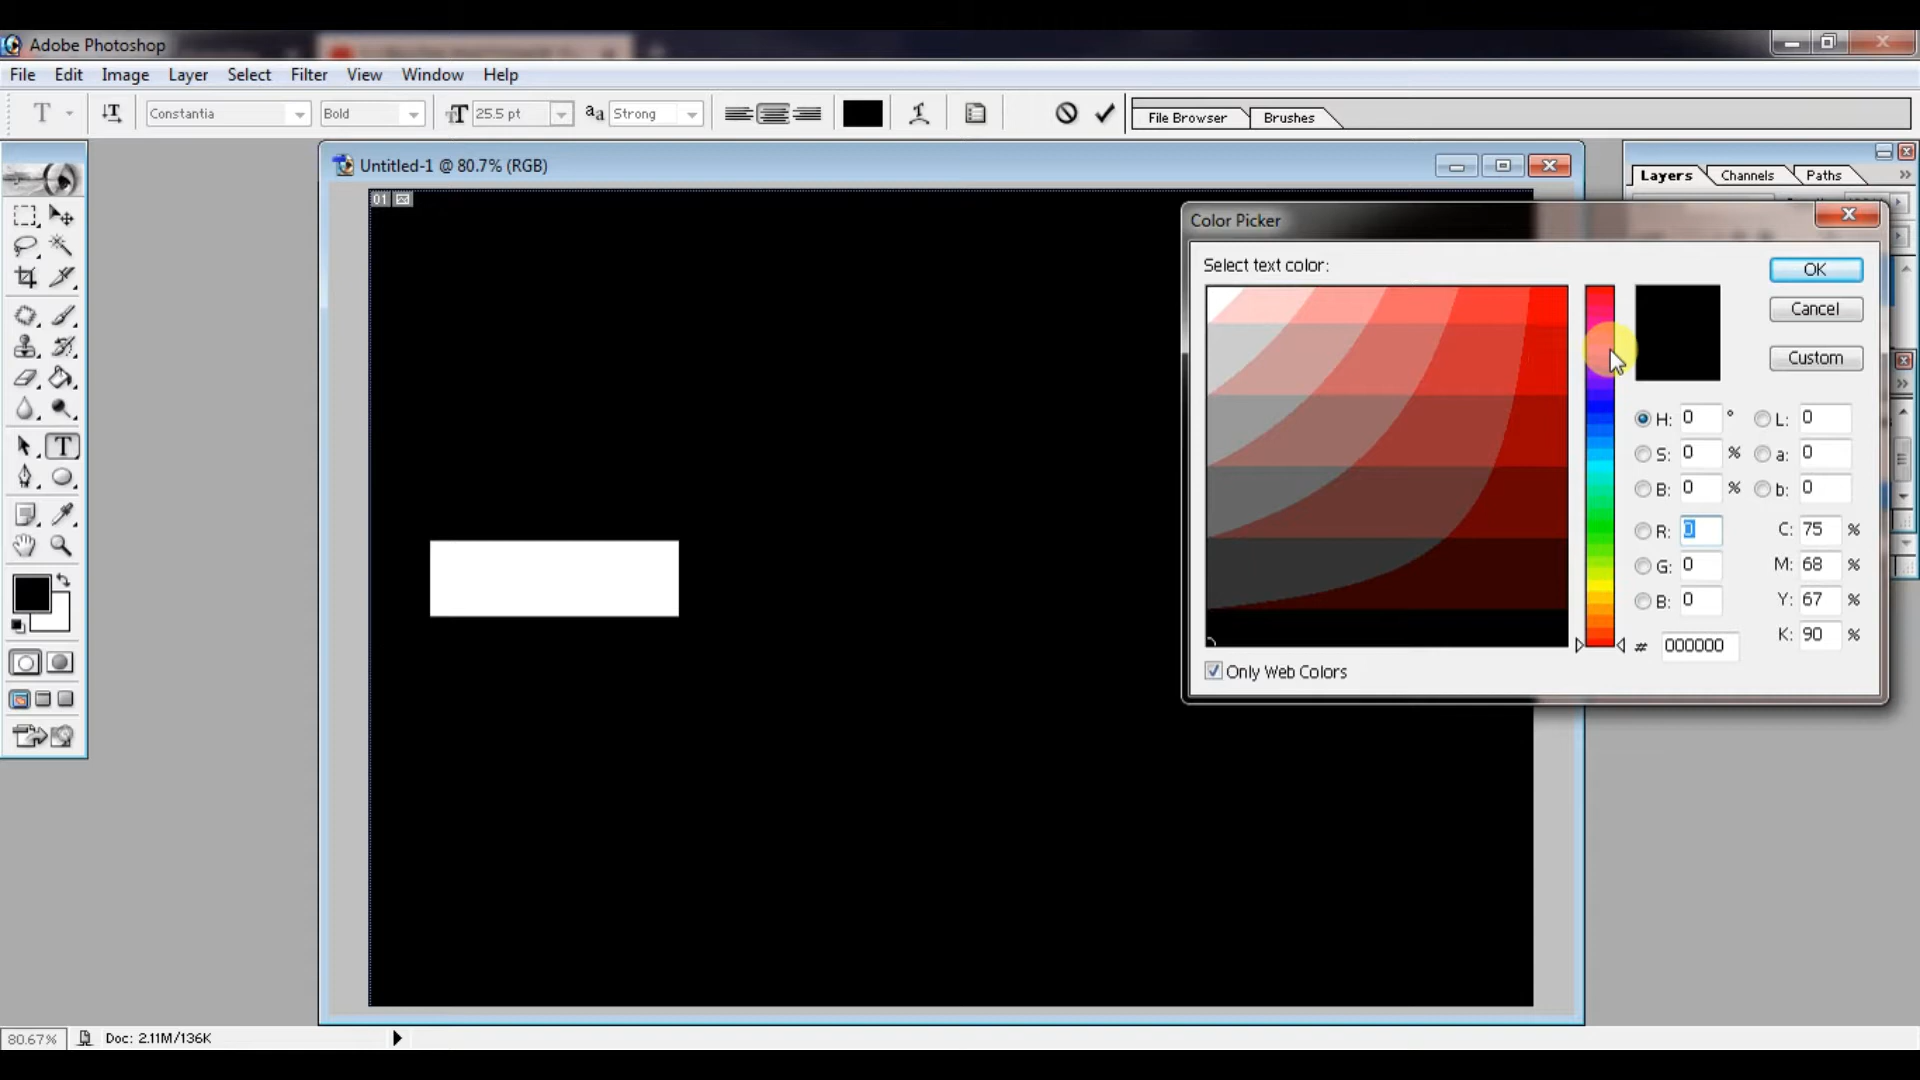 Adobe Photoshop
File Edit Image Layer Select Filter View Window Help
T Constantia Bold T 25.5 pt aa Strong File Browser Brushes
Untitled-1 @ 80.7% (RGB)
Layers Channels Paths
01
Color Picker
Select text color:
OK
Cancel
Custom
H: 0 ° L: 0
S: 0 % a: 0
B: 0 % b: 0
R: 0 C: 75 %
G: 0 M: 68 %
B: 0 Y: 67 %
# 000000 K: 90 %
Only Web Colors
T
80.67% Doc: 2.11M/136K